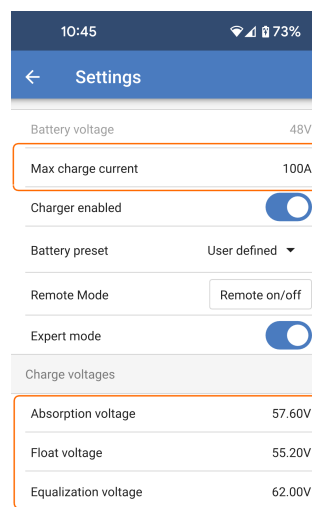 10:45 73%
← Settings
Battery voltage 48V
Max charge current 100A
Charger enabled
Battery preset User defined
Remote Mode Remote on/off
Expert mode
Charge voltages
Absorption voltage 57.60V
Float voltage 55.20V
Equalization voltage 62.00V